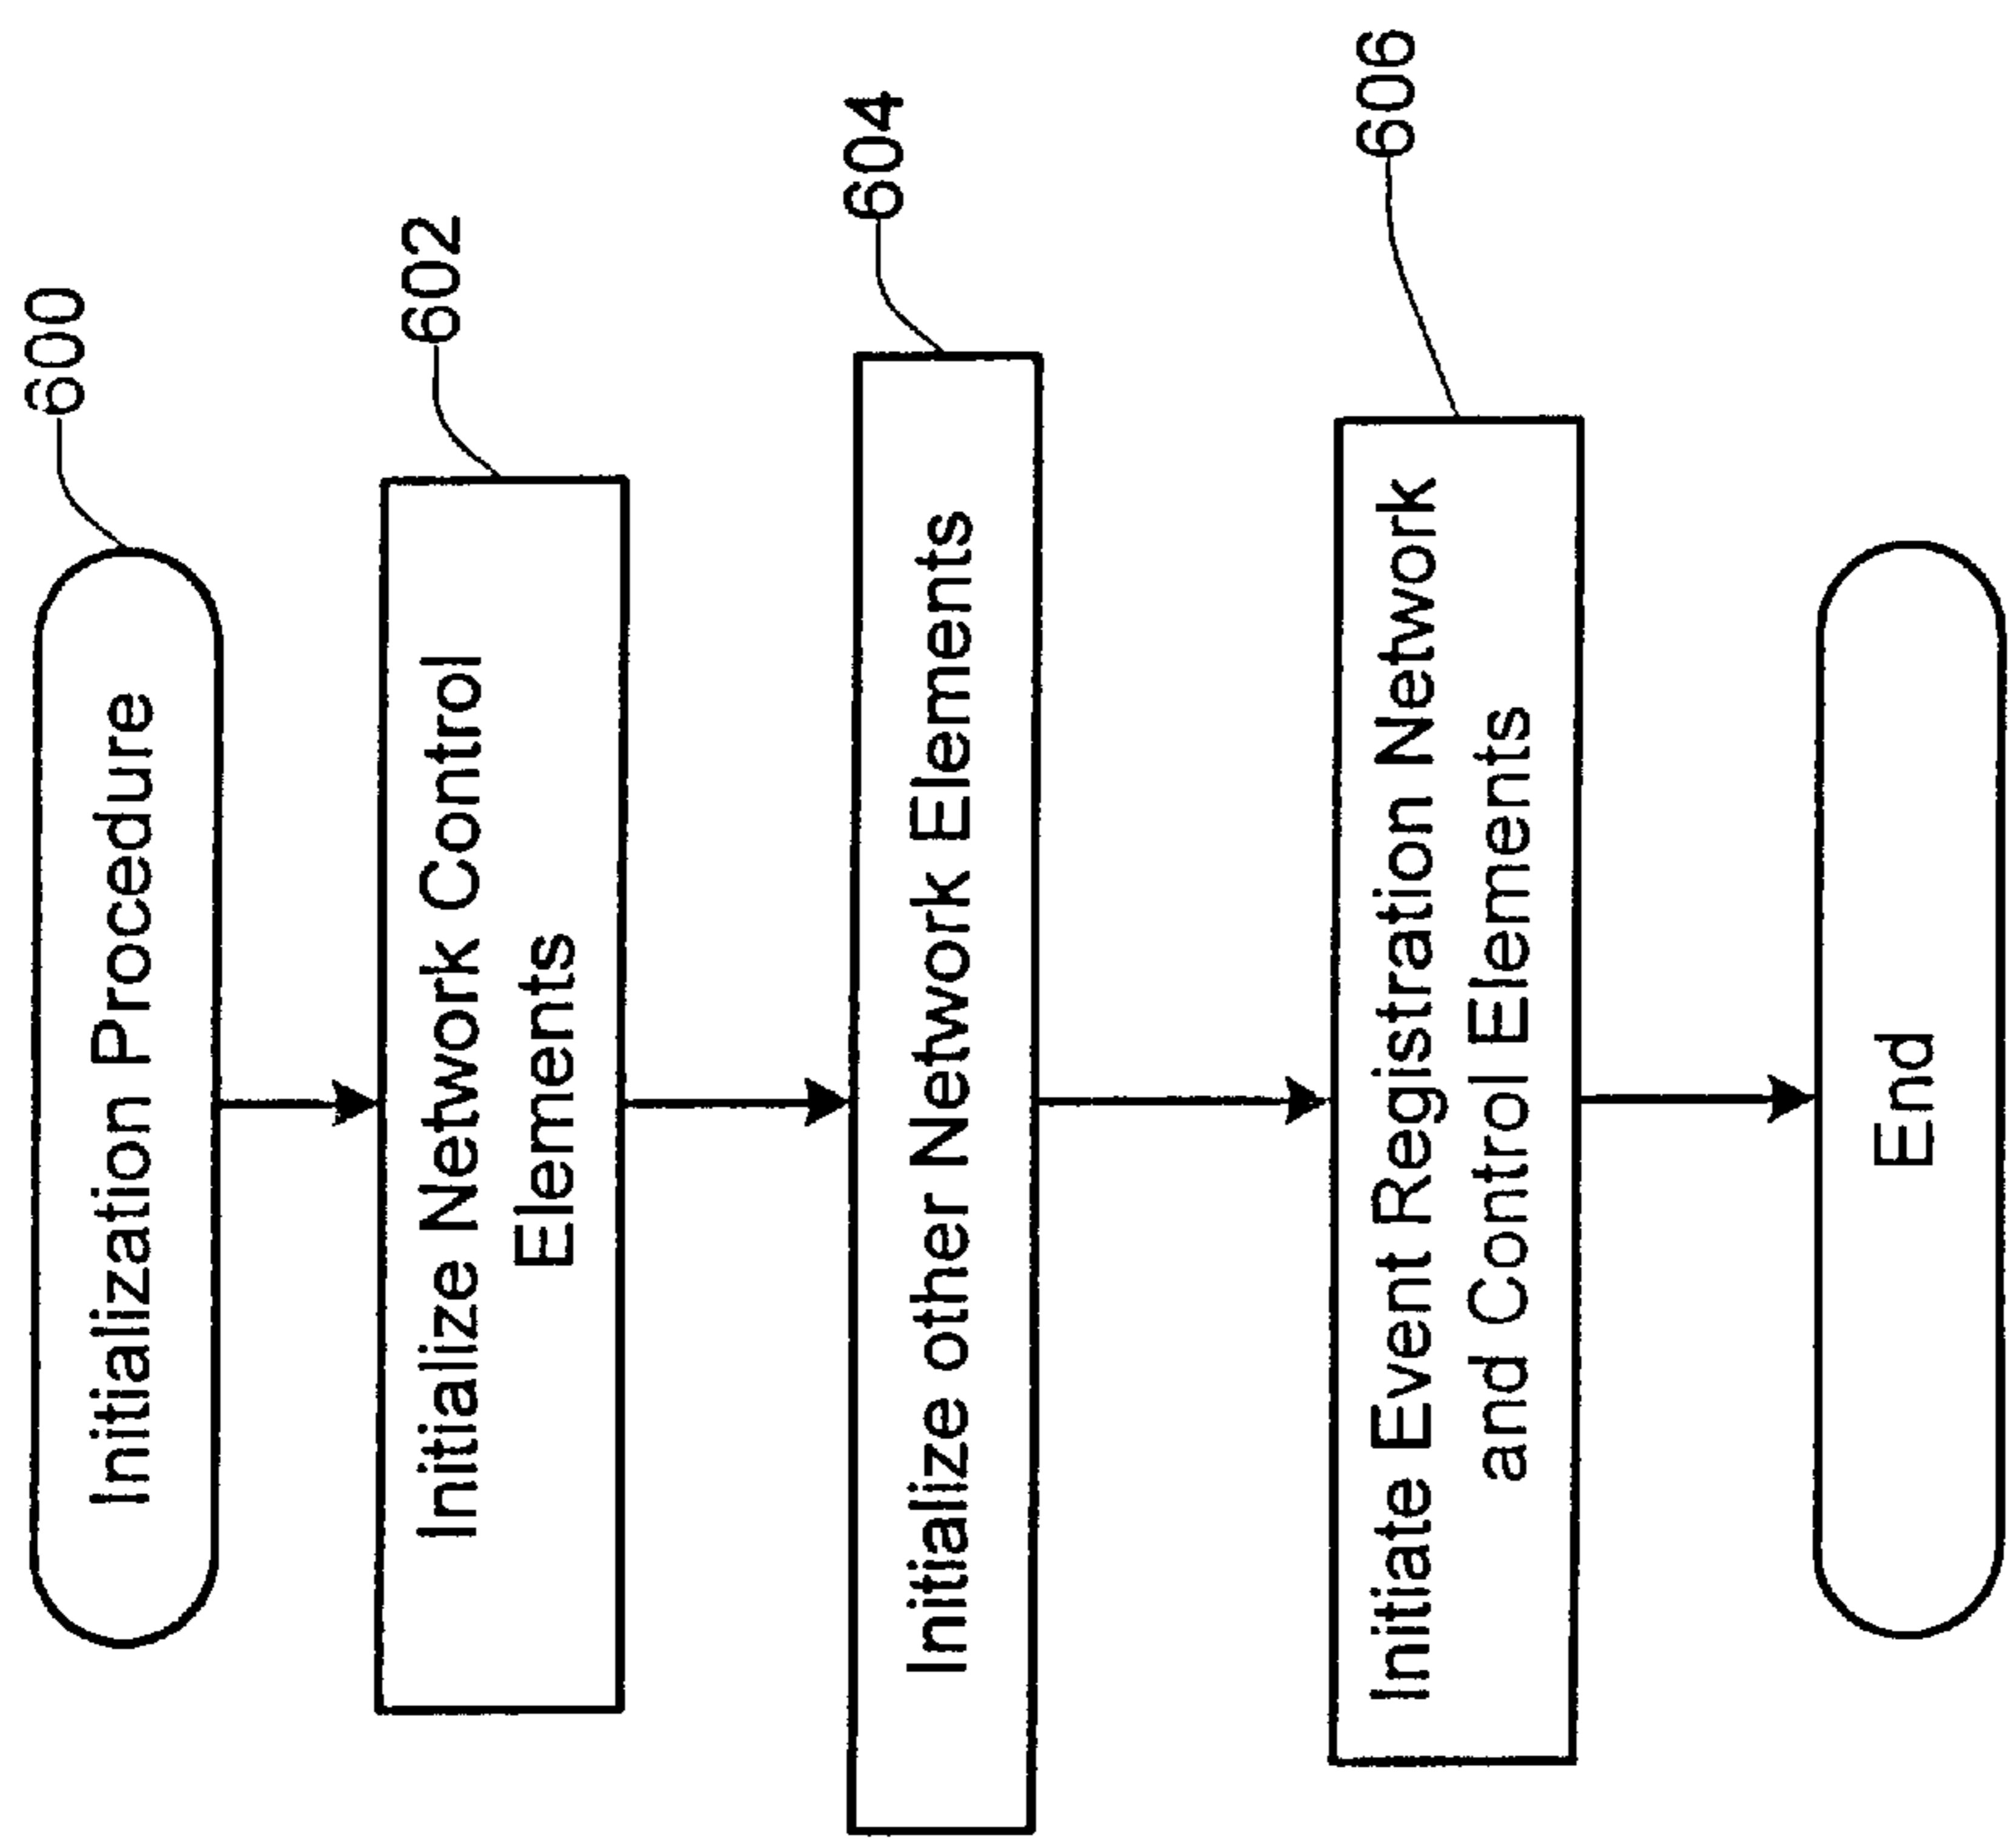 Initialization Procedure
600
Initialize Network Control
Elements
602
Initialize other Network Elements
604
Initiate Event Registration Network
and Control Elements
606
End